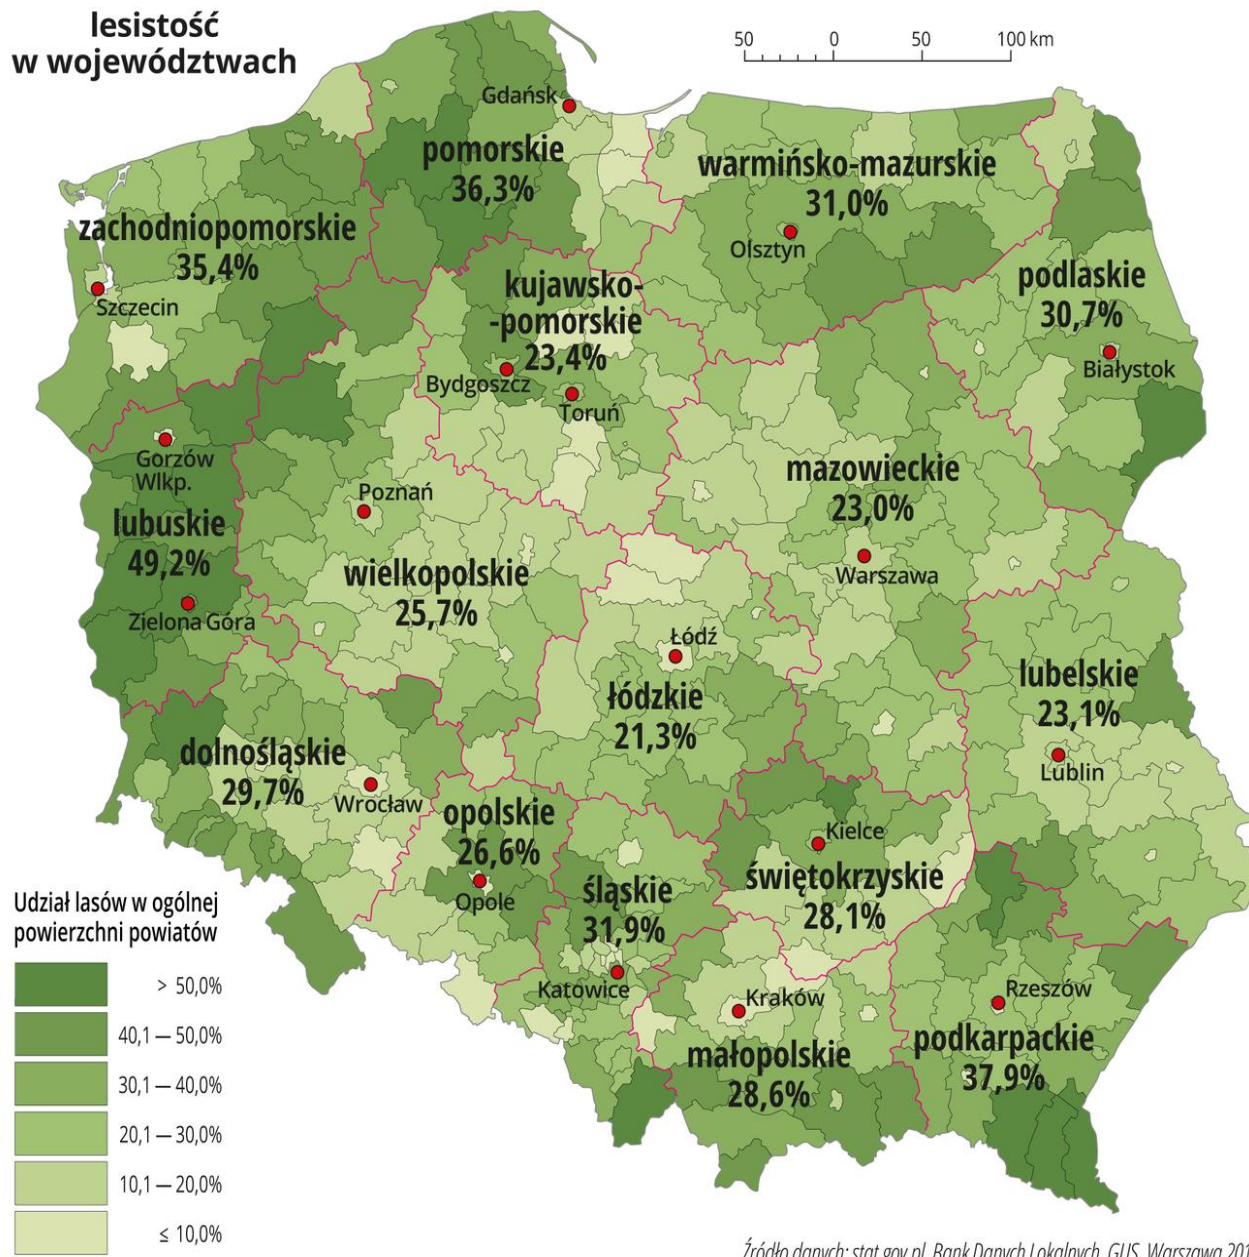 lesistość
w województwach
50 0 50 100 km
Gdańsk
pomorskie
36,3%
warmińsko-mazurskie
31,0%
Olsztyn
zachodniopomorskie
35,4%
Szczecin
kujawsko-
-pomorskie
23,4%
Bydgoszcz
Toruń
podlaskie
30,7%
Białystok
Gorzów
Wlkp.
lubuskie
49,2%
Zielona Góra
Poznań
wielkopolskie
25,7%
mazowieckie
23,0%
Warszawa
Łódź
łódzkie
21,3%
lubelskie
23,1%
Lublin
dolnośląskie
29,7%
Wrocław
opolskie
26,6%
Opole
śląskie
31,9%
Katowice
Kielce
świętokrzyskie
28,1%
Kraków
małopolskie
28,6%
Rzeszów
podkarpackie
37,9%
Udział lasów w ogólnej
powierzchni powiatów
> 50,0%
40,1 — 50,0%
30,1 — 40,0%
20,1 — 30,0%
10,1 — 20,0%
≤ 10,0%
Źródło danych: stat.gov.pl, Bank Danych Lokalnych, GUS, Warszawa